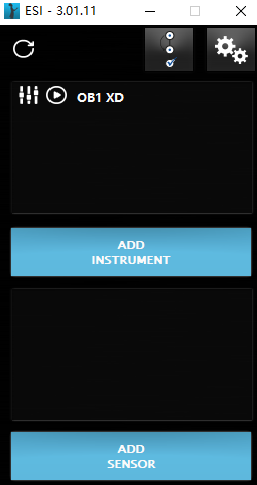 ESI - 3.01.11
OB1 XD
ADD
INSTRUMENT
ADD
SENSOR